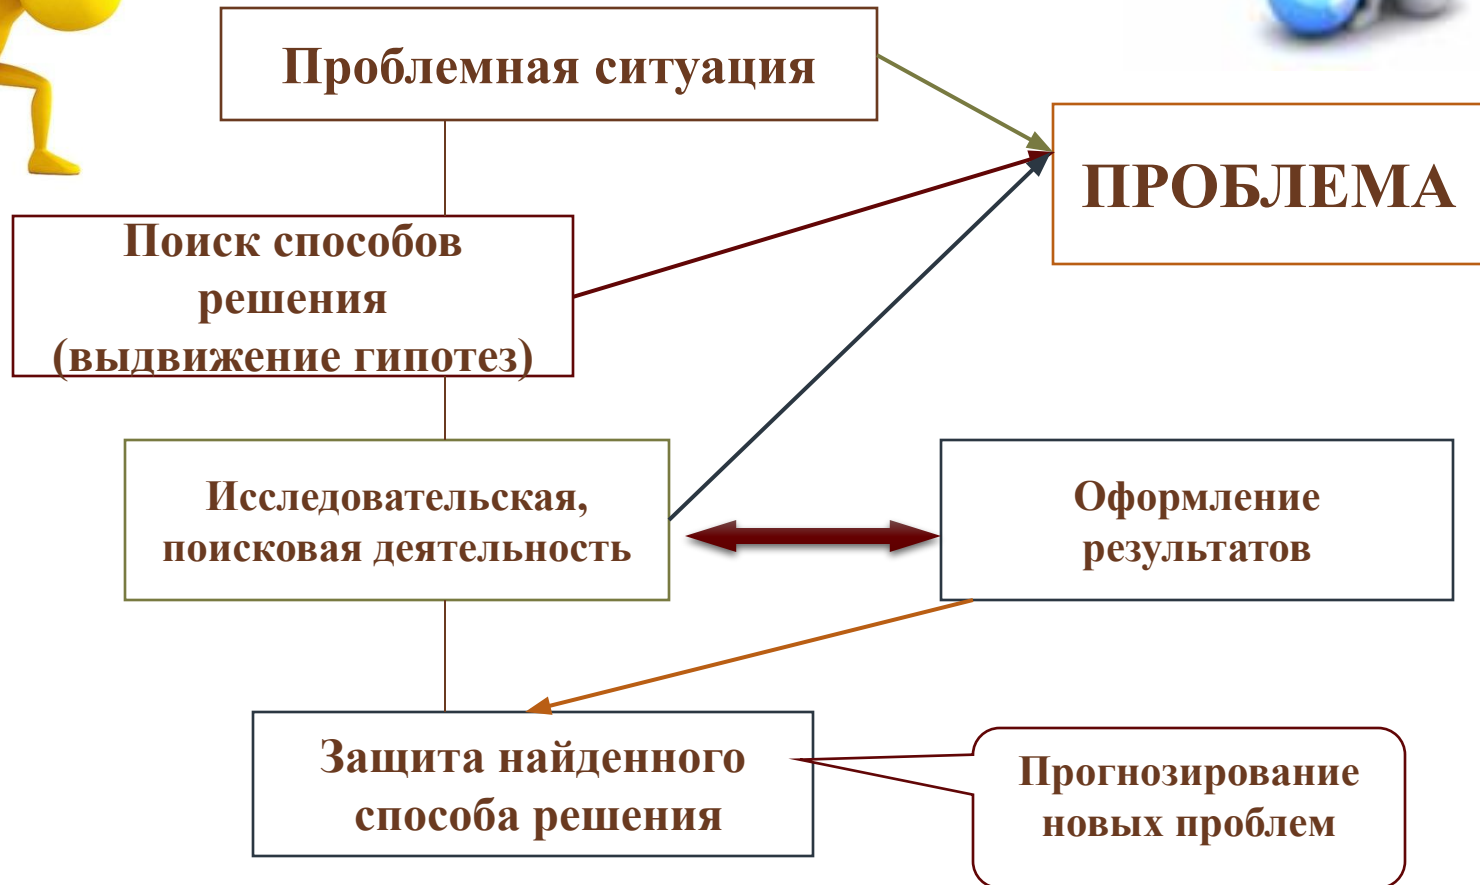 Проблемная ситуация
ПРОБЛЕМА
Поиск способов
решения
(выдвижение гипотез)
Исследовательская,
поисковая деятельность
Оформление
результатов
Защита найденного
способа решения
Прогнозирование
новых проблем